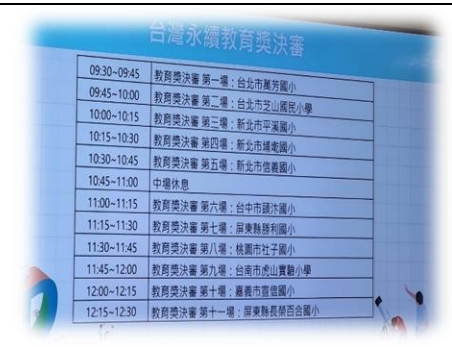 台灣永續教育獎決審
09:30~09:45 教育獎決審 第一場：台北市萬芳國小
09:45~10:00 教育獎決審 第二場：台北市芝山國民小學
10:00~10:15 教育獎決審 第三場：新北市平溪國小
10:15~10:30 教育獎決審 第四場：新北市埔墘國小
10:30~10:45 教育獎決審 第五場：新北市信義國小
10:45~11:00 中場休息
11:00~11:15 教育獎決審 第六場：台中市頭汴國小
11:15~11:30 教育獎決審 第七場：屏東縣勝利國小
11:30~11:45 教育獎決審 第八場：桃園市社子國小
11:45~12:00 教育獎決審 第九場：台南市虎山實驗小學
12:00~12:15 教育獎決審 第十場：嘉義市宣信國小
12:15~12:30 教育獎決審 第十一場：屏東縣長榮百合國小